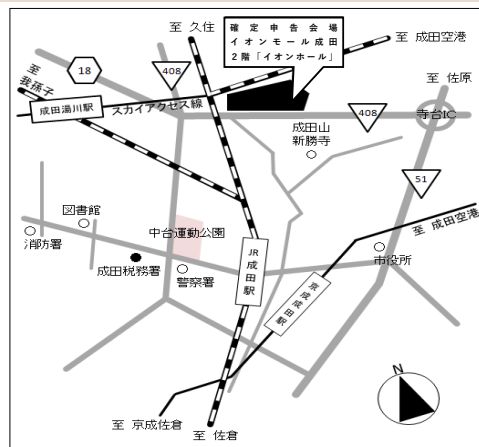 確定申告会場
イオンモール成田
2階「イオンホール」
至 久住
至 成田空港
至 佐原
至 我孫子
18
408
成田湯川駅
スカイアクセス線
408
寺台IC
成田山
新勝寺
51
至 成田空港
図書館
消防署
中台運動公園
成田税務署
警察署
JR成田駅
市役所
京成成田駅
N
至 京成佐倉
至 佐倉